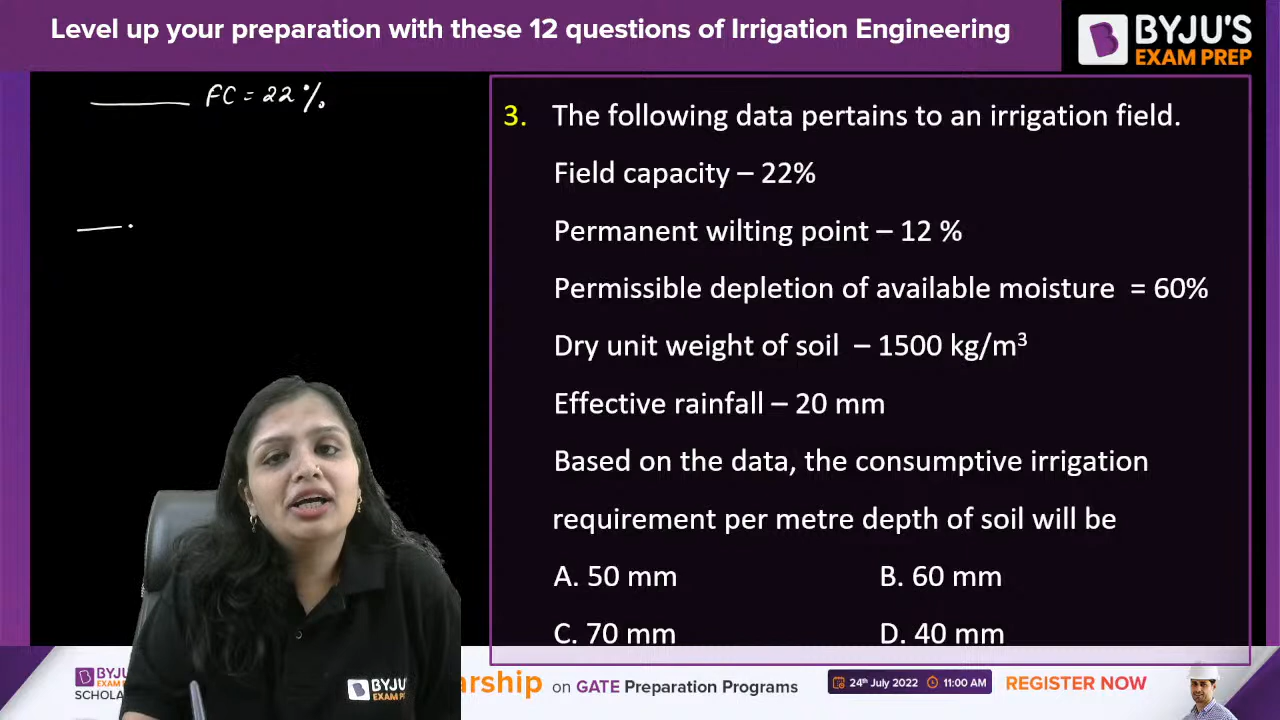 Level up your preparation with these 12 questions of Irrigation Engineering
BYJU'S
EXAM PREP
FC = 22 %
3. The following data pertains to an irrigation field.
Field capacity – 22%
Permanent wilting point – 12 %
Permissible depletion of available moisture = 60%
Dry unit weight of soil – 1500 kg/m³
Effective rainfall – 20 mm
Based on the data, the consumptive irrigation
requirement per metre depth of soil will be
A. 50 mm B. 60 mm
C. 70 mm D. 40 mm
BYJU'S
EXAM PREP
on GATE Preparation Programs
24th July 2022 11:00 AM
REGISTER NOW